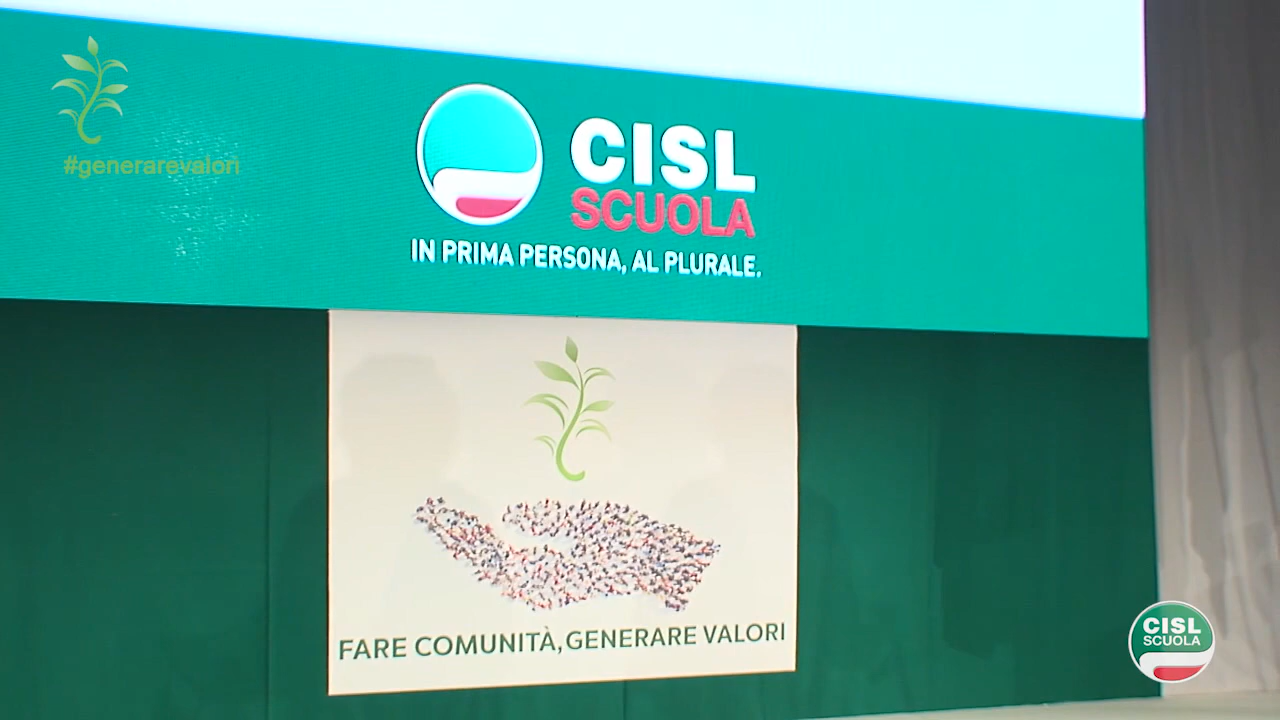 #generarevalori
CISL
SCUOLA
IN PRIMA PERSONA, AL PLURALE.
FARE COMUNITÀ, GENERARE VALORI
CISL
SCUOLA